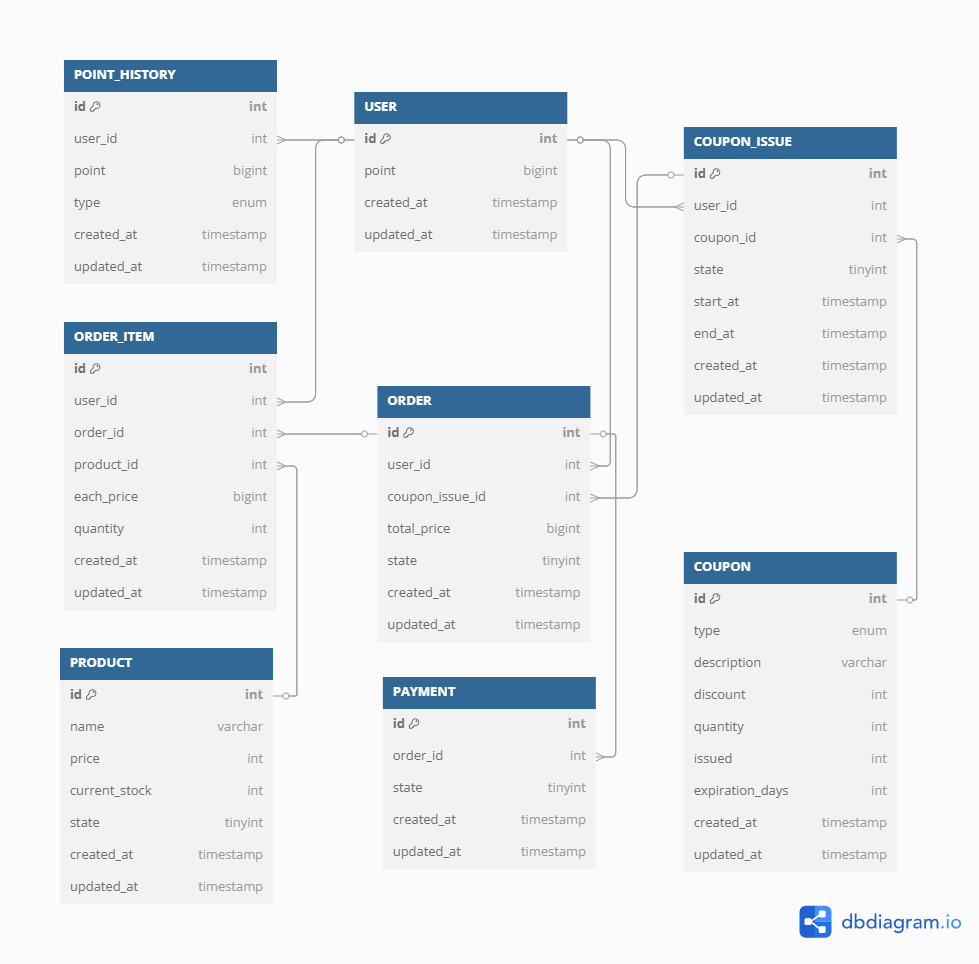 POINT_HISTORY
id int
user_id int
point bigint
type enum
created_at timestamp
updated_at timestamp
USER
id int
point bigint
created_at timestamp
updated_at timestamp
COUPON_ISSUE
id int
user_id int
coupon_id int
state tinyint
start_at timestamp
end_at timestamp
created_at timestamp
updated_at timestamp
ORDER_ITEM
id int
user_id int
order_id int
product_id int
each_price bigint
quantity int
created_at timestamp
updated_at timestamp
ORDER
id int
user_id int
coupon_issue_id int
total_price bigint
state tinyint
created_at timestamp
updated_at timestamp
COUPON
id int
type enum
description varchar
discount int
quantity int
issued int
expiration_days int
created_at timestamp
updated_at timestamp
PRODUCT
id int
name varchar
price int
current_stock int
state tinyint
created_at timestamp
updated_at timestamp
PAYMENT
id int
order_id int
state tinyint
created_at timestamp
updated_at timestamp
dbdiagram.io